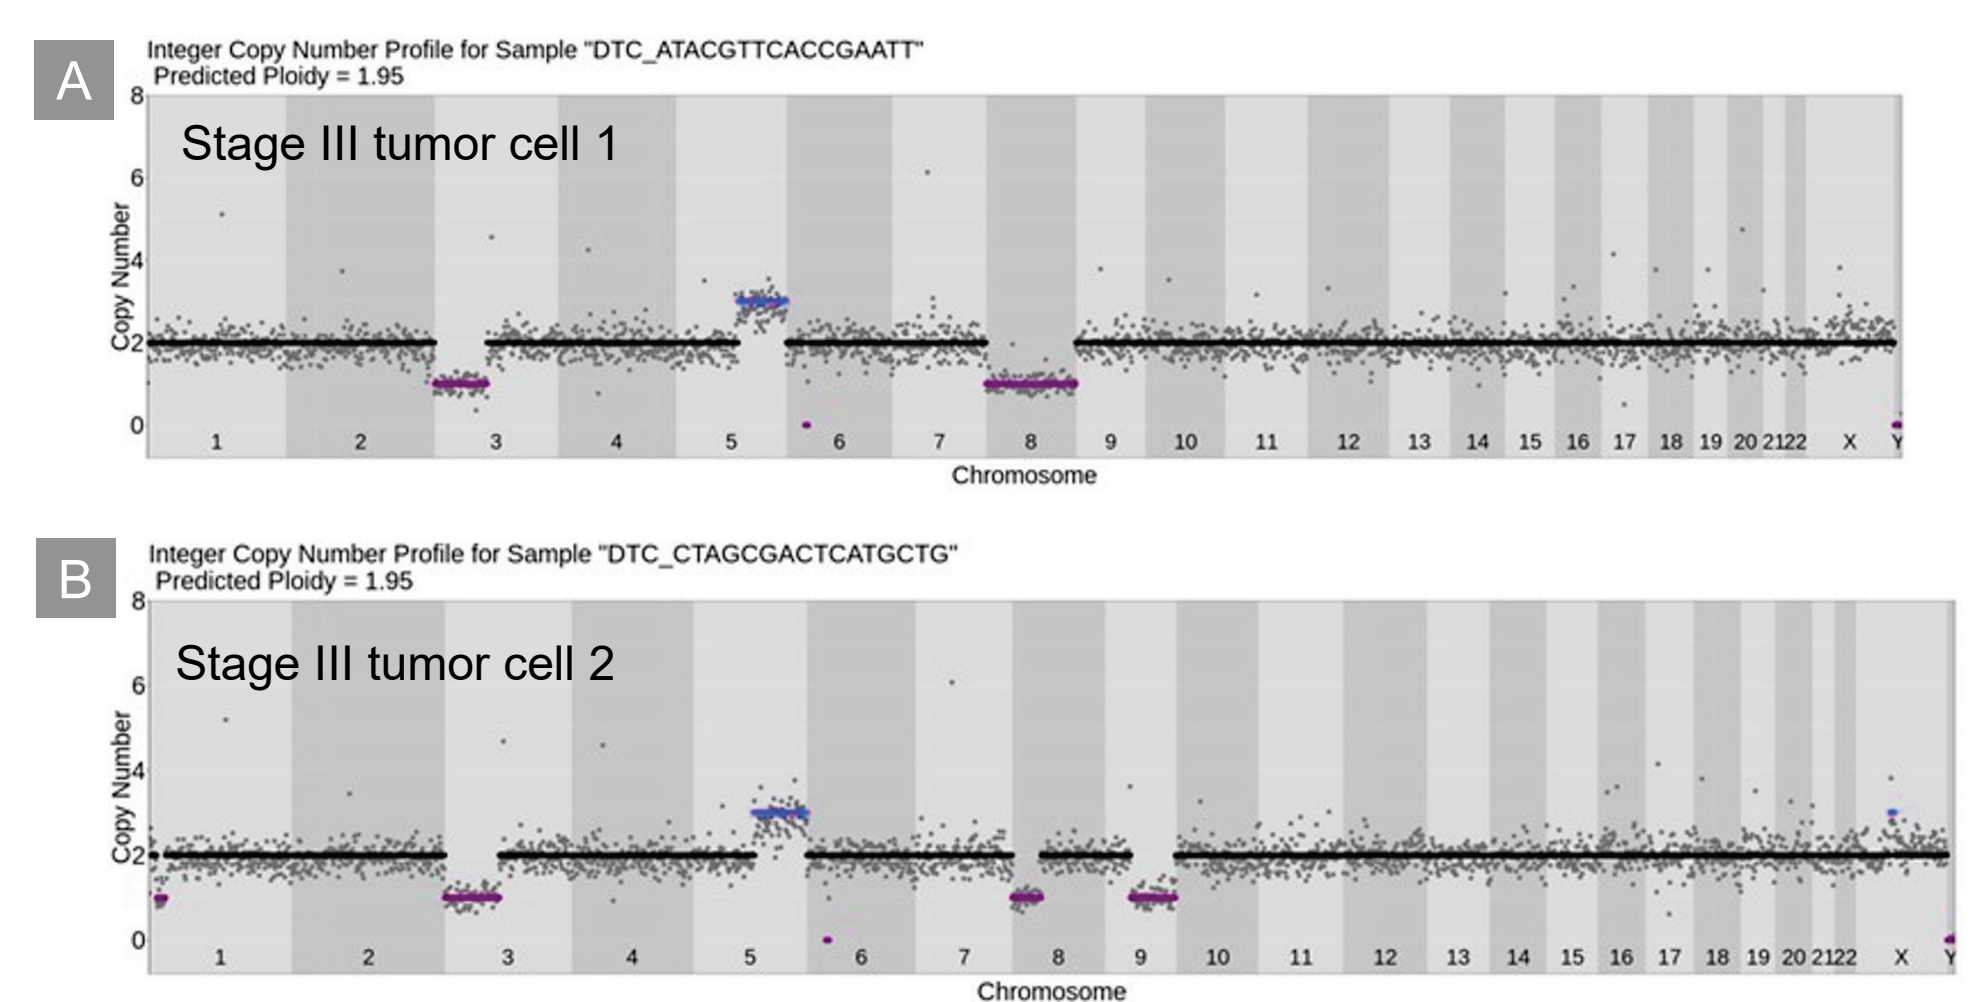 A
Integer Copy Number Profile for Sample "DTC_ATACGTTCACCGAATT"
Predicted Ploidy = 1.95
Stage III tumor cell 1
Copy Number
8
6
4
2
0
1 2 3 4 5 6 7 8 9 10 11 12 13 14 15 16 17 18 19 20 21 22 X Y
Chromosome
B
Integer Copy Number Profile for Sample "DTC_CTAGCGACTCATGCTG"
Predicted Ploidy = 1.95
Stage III tumor cell 2
Copy Number
8
6
4
2
0
1 2 3 4 5 6 7 8 9 10 11 12 13 14 15 16 17 18 19 20 21 22 X Y
Chromosome